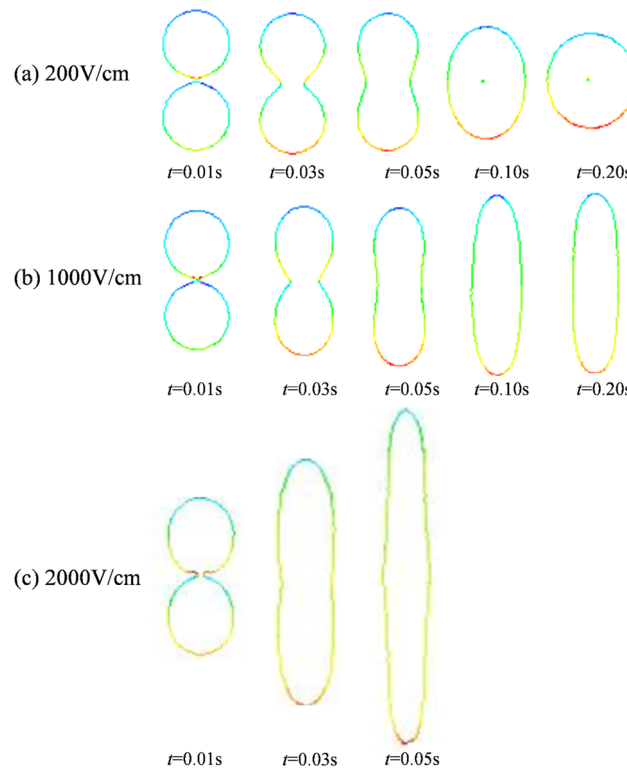 (a) 200V/cm
t=0.01s t=0.03s t=0.05s t=0.10s t=0.20s
(b) 1000V/cm
t=0.01s t=0.03s t=0.05s t=0.10s t=0.20s
(c) 2000V/cm
t=0.01s t=0.03s t=0.05s